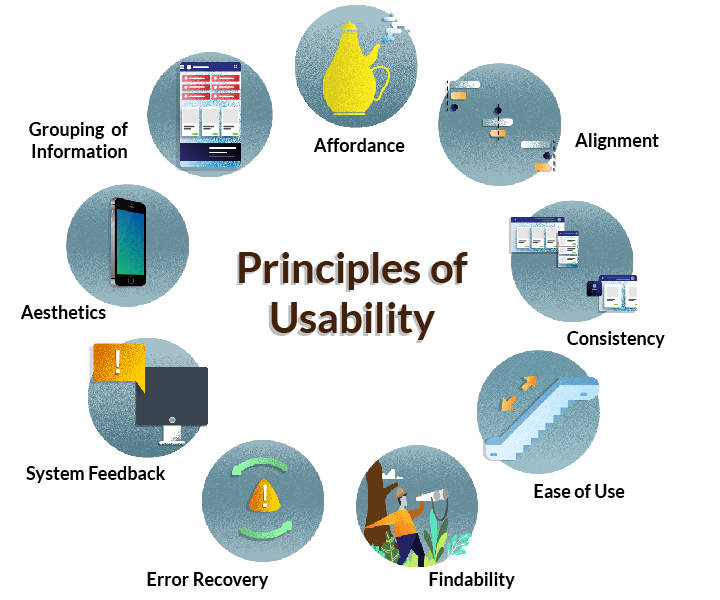 Principles of
Usability
Affordance
Alignment
Consistency
Ease of Use
Findability
Error Recovery
System Feedback
Aesthetics
Grouping of
Information
!
!